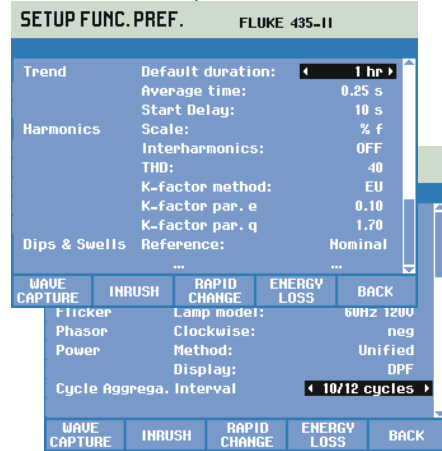 SETUP FUNC. PREF. FLUKE 435-II
Trend Default duration: 1 hr
Average time: 0.25 s
Start Delay: 10 s
Harmonics Scale: % f
Interharmonics: OFF
THD: 40
K-factor method: EU
K-factor par. e 0.10
K-factor par. q 1.70
Dips & Swells Reference: Nominal
... ...
WAVE CAPTURE INRUSH RAPID CHANGE ENERGY LOSS BACK
Flicker Lamp model: 60Hz 120V
Phasor Clockwise: neg
Power Method: Unified
Display: DPF
Cycle Aggrega. Interval 10/12 cycles
WAVE CAPTURE INRUSH RAPID CHANGE ENERGY LOSS BACK